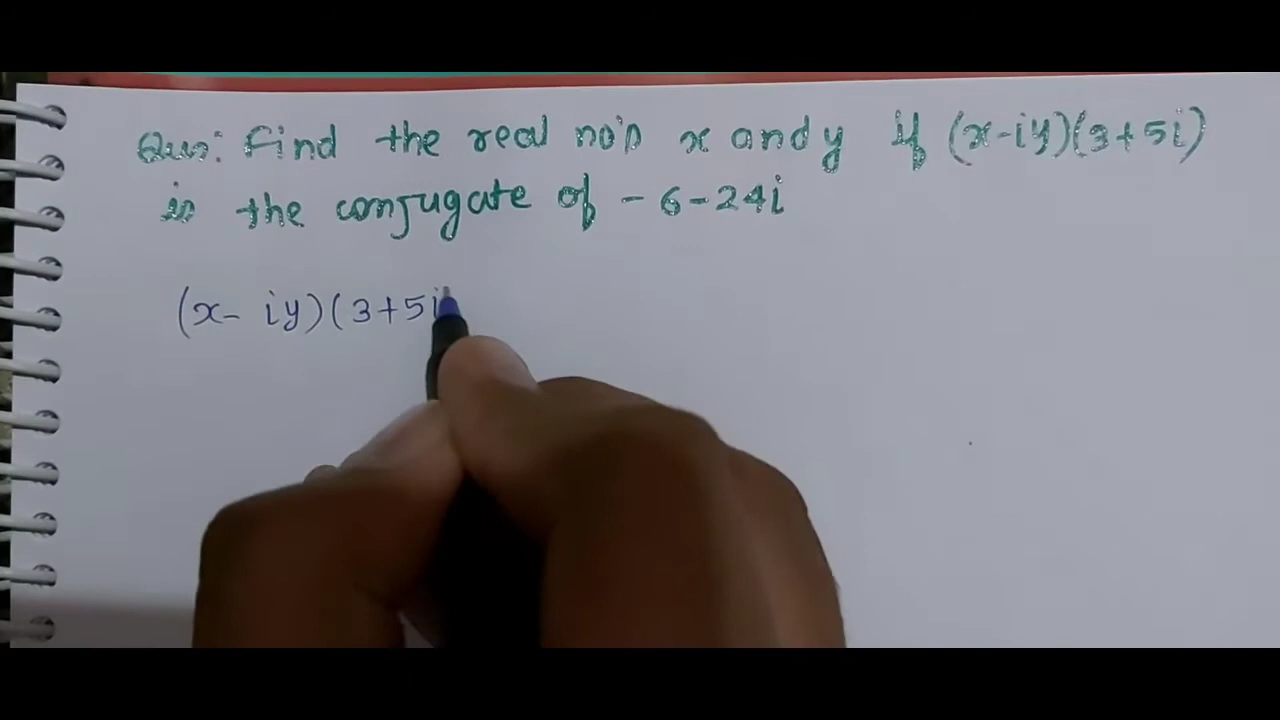 Qus: Find the real no's x and y if (x-iy)(3+5i)
is the conjugate of -6-24i
(x- iy)(3+5i